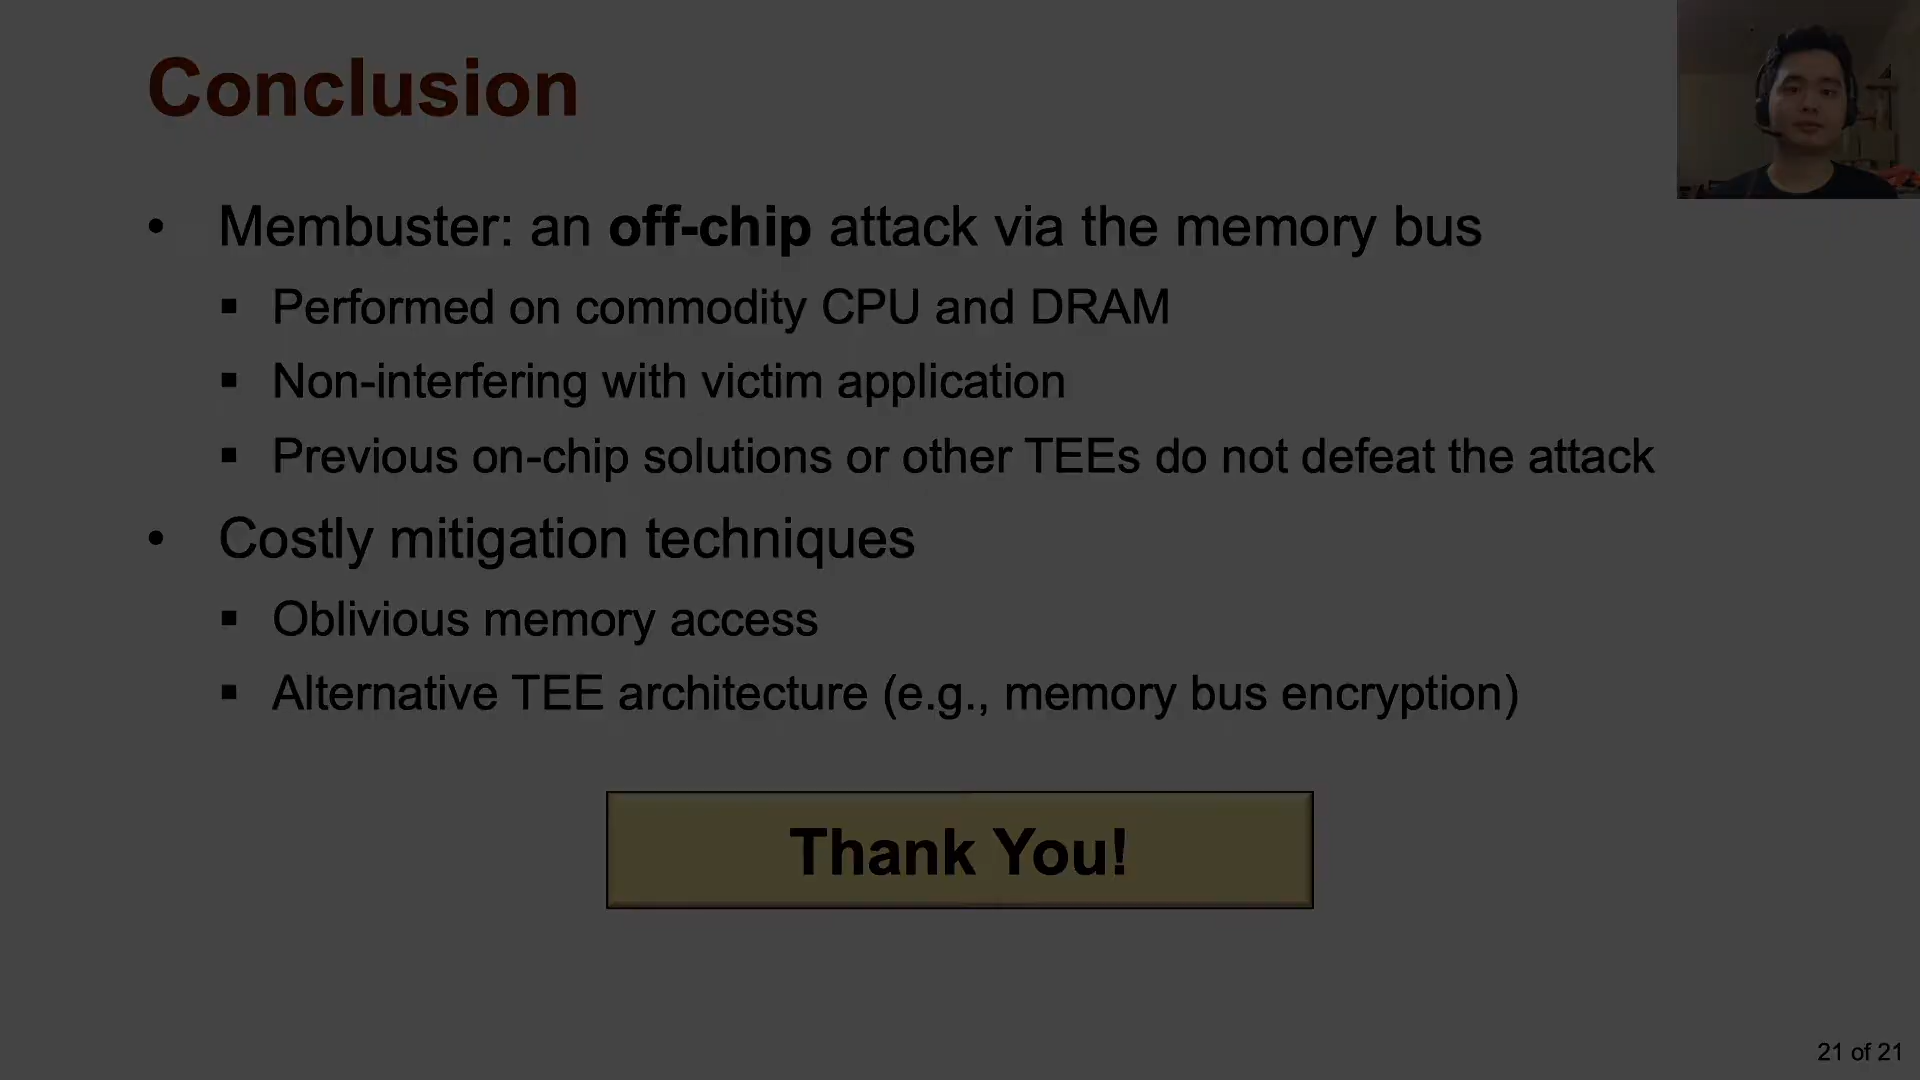 Conclusion
• Membuster: an off-chip attack via the memory bus
▪ Performed on commodity CPU and DRAM
▪ Non-interfering with victim application
▪ Previous on-chip solutions or other TEEs do not defeat the attack
• Costly mitigation techniques
▪ Oblivious memory access
▪ Alternative TEE architecture (e.g., memory bus encryption)
Thank You!
21 of 21